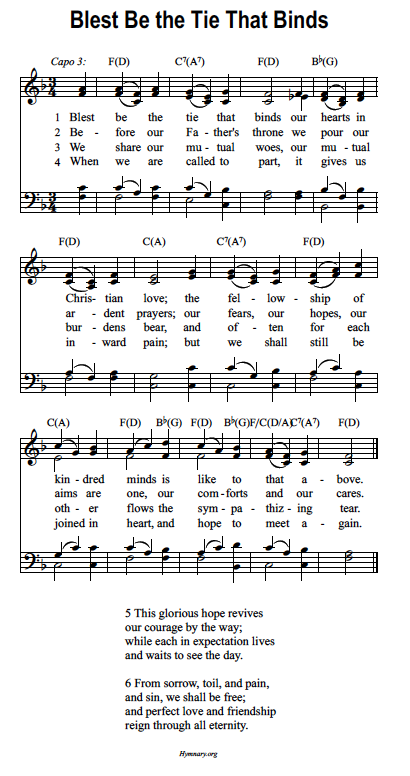 Blest Be the Tie That Binds
Capo 3: F(D) C7(A7) F(D) Bb(G)
1 Blest be the tie that binds our hearts in
2 Be - fore our Fa - ther's throne we pour our
3 We share our mu - tual woes, our mu - tual
4 When we are called to part, it gives us
F(D) C(A) C7(A7) F(D)
Chris - tian love; the fel - low - ship of
ar - dent prayers; our fears, our hopes, our
bur - dens bear, and of - ten for each
in - ward pain; but we shall still be
C(A) F(D) Bb(G) F(D) Bb(G)F/C(D/A)C7(A7) F(D)
kin - dred minds is like to that a - bove.
aims are one, our com - forts and our cares.
oth - er flows the sym - pa - thiz - ing tear.
joined in heart, and hope to meet a - gain.
5 This glorious hope revives
our courage by the way;
while each in expectation lives
and waits to see the day.
6 From sorrow, toil, and pain,
and sin, we shall be free;
and perfect love and friendship
reign through all eternity.
Hymnary.org